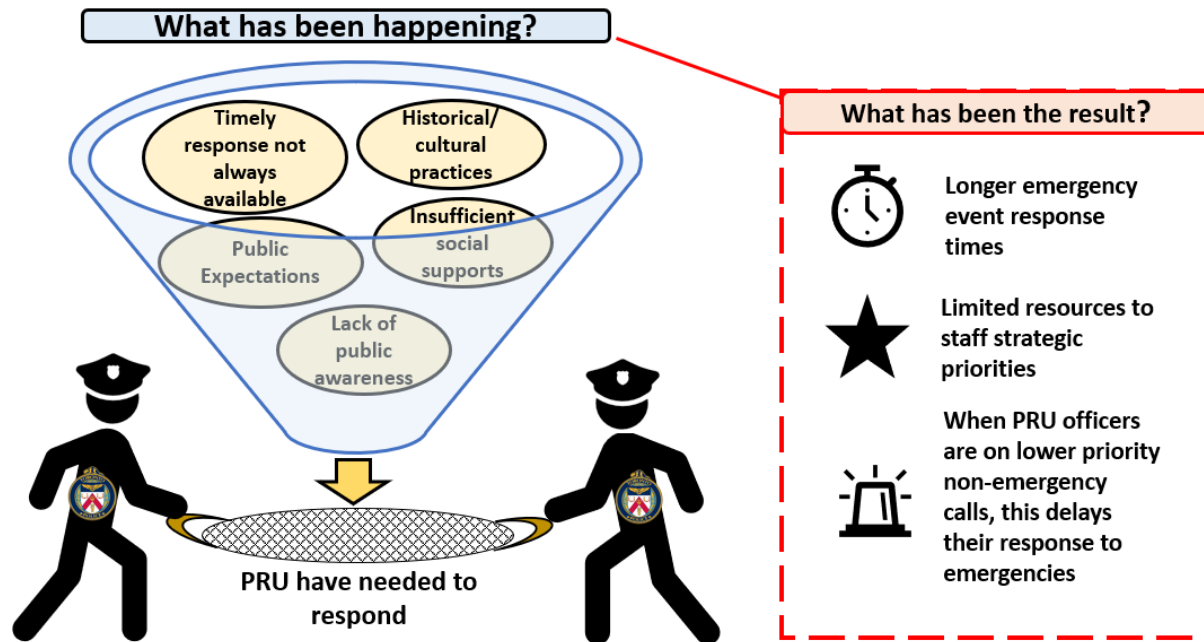 What has been happening?
Timely
response not
always
available
Historical/
cultural
practices
Public
Expectations
Insufficient
social
supports
Lack of
public
awareness
PRU have needed to
respond
What has been the result?
Longer emergency
event response
times
Limited resources to
staff strategic
priorities
When PRU officers
are on lower priority
non-emergency
calls, this delays
their response to
emergencies